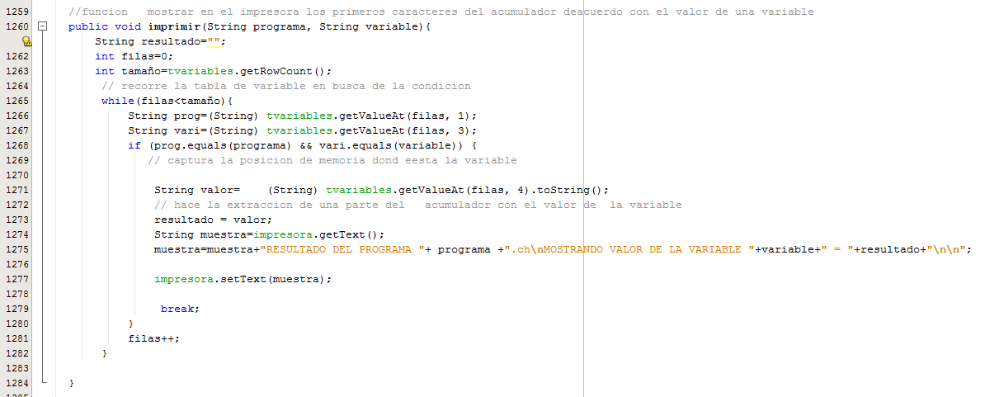 1259 //funcion   mostrar en el impresora los primeros caracteres del acumulador deacuerdo con el valor de una variable
1260 public void imprimir(String programa, String variable){
String resultado="";
1262 int filas=0;
1263 int tamaño=tvariables.getRowCount();
1264 // recorre la tabla de variable en busca de la condicion
1265 while(filas<tamaño){
1266 String prog=(String) tvariables.getValueAt(filas, 1);
1267 String vari=(String) tvariables.getValueAt(filas, 3);
1268 if (prog.equals(programa) && vari.equals(variable)) {
1269 // captura la posicion de memoria dond eesta la variable
1270
1271 String valor=    (String) tvariables.getValueAt(filas, 4).toString();
1272 // hace la extraccion de una parte del   acumulador con el valor de  la variable
1273 resultado = valor;
1274 String muestra=impresora.getText();
1275 muestra=muestra+"RESULTADO DEL PROGRAMA "+ programa +".ch\nMOSTRANDO VALOR DE LA VARIABLE "+variable+" = "+resultado+"\n\n";
1276
1277 impresora.setText(muestra);
1278
1279 break;
1280 }
1281 filas++;
1282 }
1283
1284 }